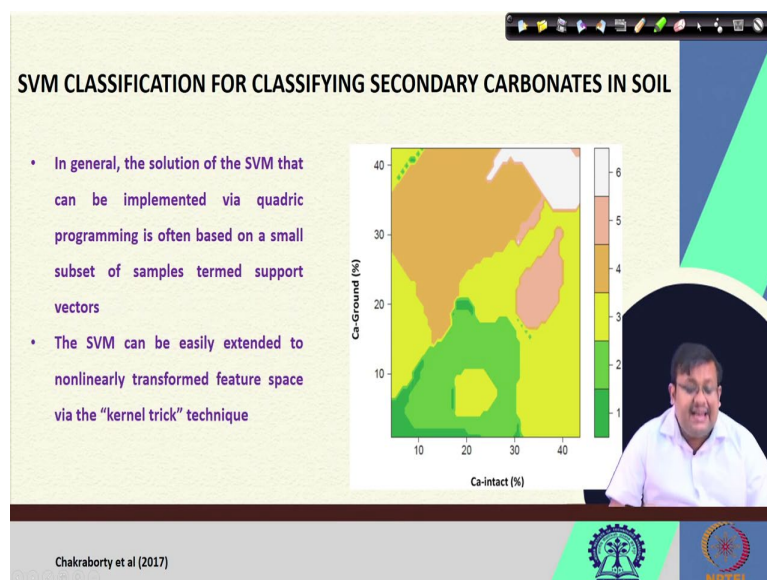 SVM CLASSIFICATION FOR CLASSIFYING SECONDARY CARBONATES IN SOIL
• In general, the solution of the SVM that
can be implemented via quadric
programming is often based on a small
subset of samples termed support
vectors
• The SVM can be easily extended to
nonlinearly transformed feature space
via the “kernel trick” technique
Ca-Ground (%)
40
30
20
10
10 20 30 40
Ca-intact (%)
6
5
4
3
2
1
Chakraborty et al (2017)
NPTEL